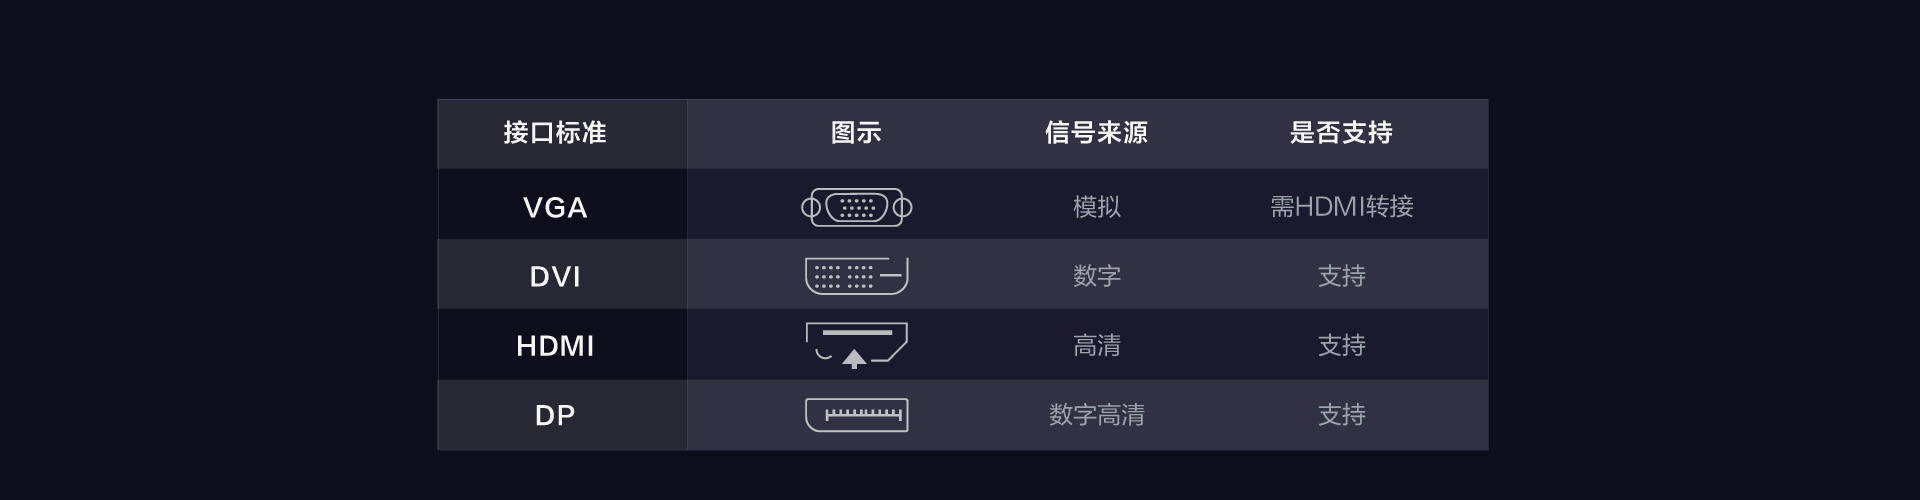 接口标准 图示 信号来源 是否支持
VGA 模拟 需HDMI转接
DVI 数字 支持
HDMI 高清 支持
DP 数字高清 支持